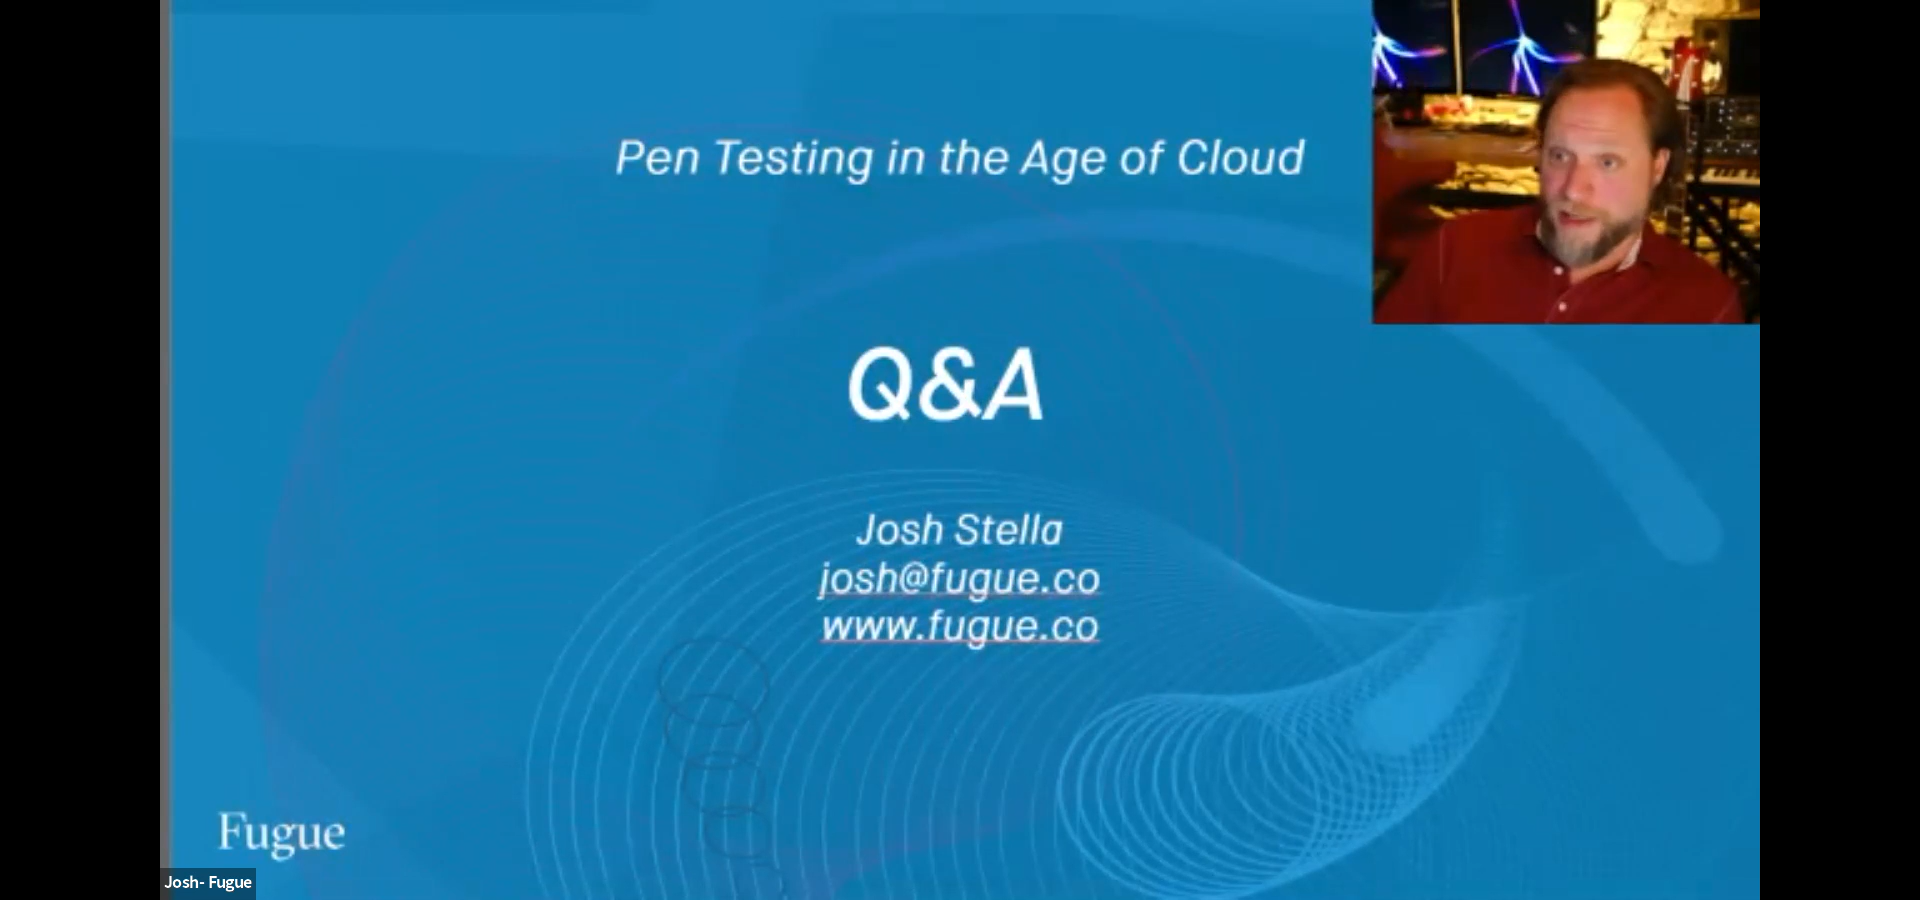 Pen Testing in the Age of Cloud
Q&A
Josh Stella
josh@fugue.co
www.fugue.co
Fugue
Josh- Fugue